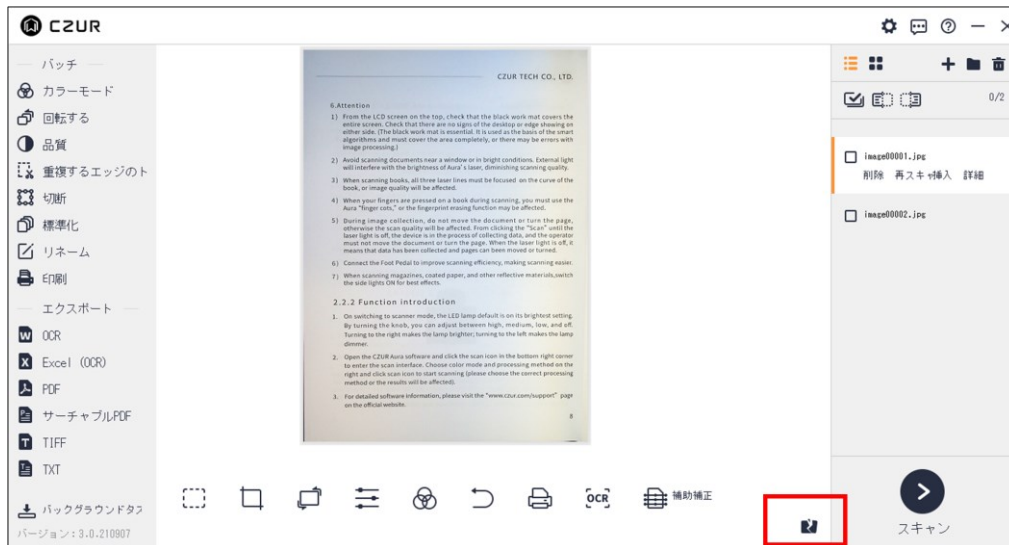 CZUR
バッチ
カラーモード
回転する
品質
重複するエッジのト
切断
標準化
リネーム
印刷
エクスポート
OCR
Excel (OCR)
PDF
サーチャブルPDF
TIFF
TXT
バックグラウンドタス
バージョン：3.0.210907
CZUR TECH CO., LTD.
6.Attention
1) From the LCD screen on the top, check that the black work mat covers the
entire screen. Check that there are no signs of the desktop or edge showing on
either side. (The black work mat is essential. It is used as the basis of the smart
algorithms and must cover the area completely, or there may be errors with
image processing.)
2) Avoid scanning documents near a window or in bright conditions. External light
will interfere with the brightness of Aura's laser, diminishing scanning quality.
3) When scanning books, all three laser lines must be focused on the curve of the
book, or image quality will be affected.
4) When your fingers are pressed on a book during scanning, you must use the
Aura "finger cots," or the fingerprint erasing function may be affected.
5) During image collection, do not move the document or turn the page,
otherwise the scan quality will be affected. From clicking the "Scan" until the
laser light is off, the device is in the process of collecting data, and the operator
must not move the document or turn the page. When the laser light is off, it
means that data has been collected and pages can been moved or turned.
6) Connect the Foot Pedal to improve scanning efficiency, making scanning easier.
7) When scanning magazines, coated paper, and other reflective materials,switch
the side lights ON for best effects.
2.2.2 Function introduction
1. On switching to scanner mode, the LED lamp default is on its brightest setting.
By turning the knob, you can adjust between high, medium, low, and off.
Turning to the right makes the lamp brighter; turning to the left makes the lamp
dimmer.
2. Open the CZUR Aura software and click the scan icon in the bottom right corner
to enter the scan interface. Choose color mode and processing method on the
right and click scan icon to start scanning (please choose the correct processing
method or the results will be affected).
3. For detailed software information, please visit the "www.czur.com/support" page
on the official website.
8
OCR
補助補正
0/2
image00001.jpg
削除 再スキャ挿入 詳細
image00002.jpg
スキャン